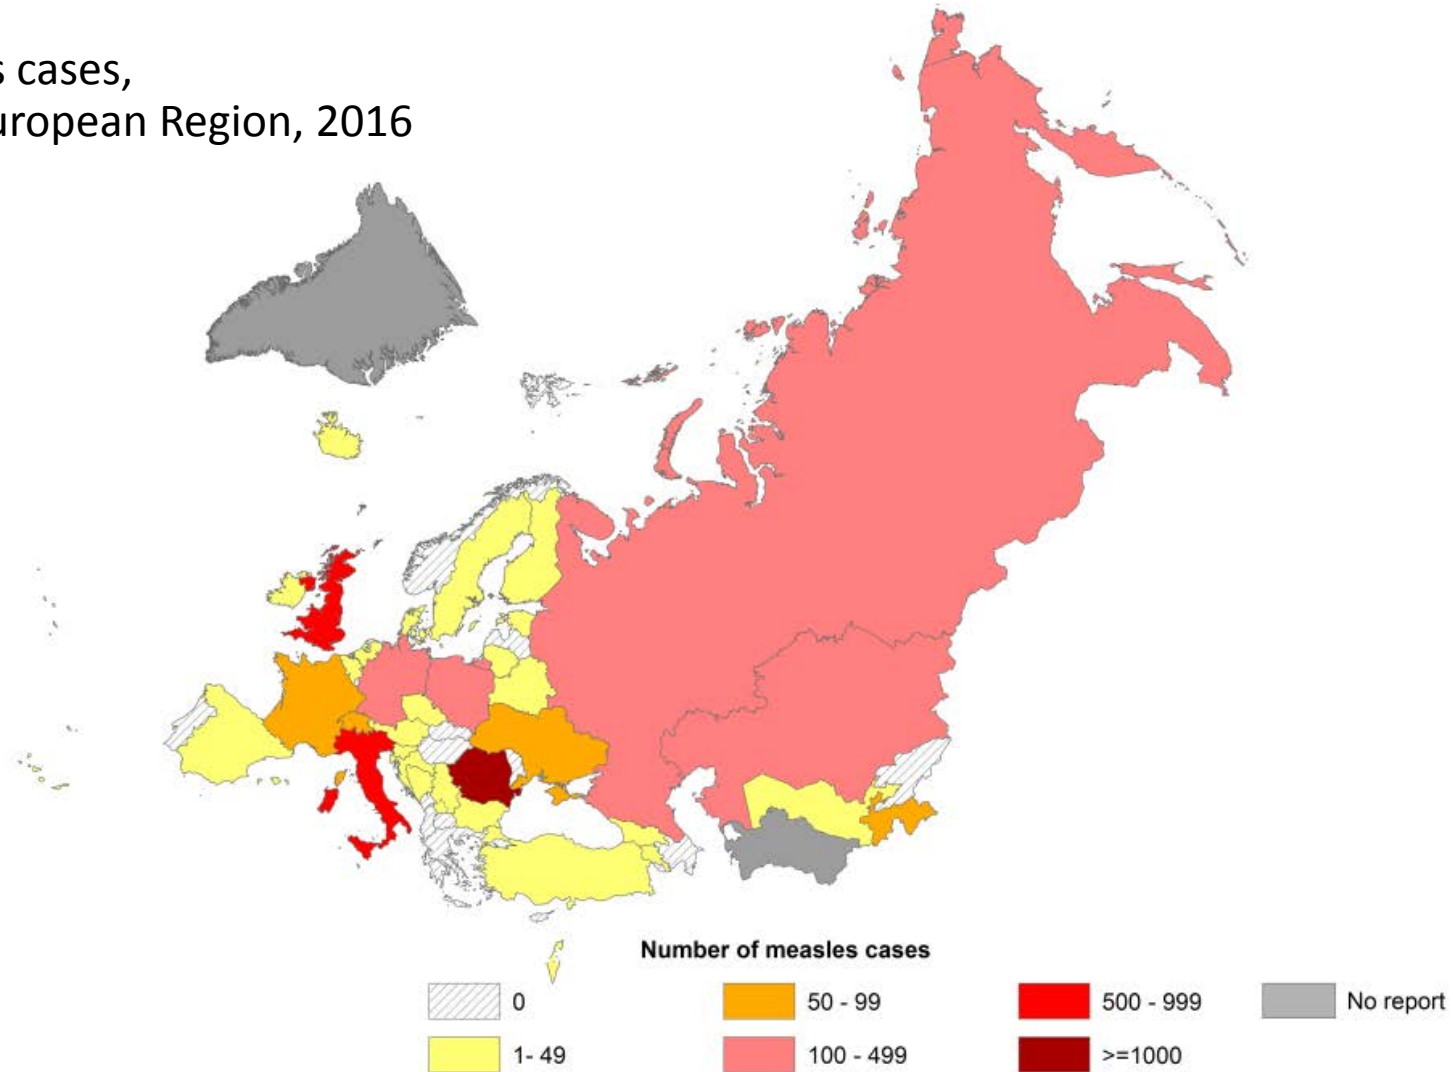 s cases,
uropean Region, 2016
Number of measles cases
0
50 - 99
500 - 999
No report
1- 49
100 - 499
>=1000